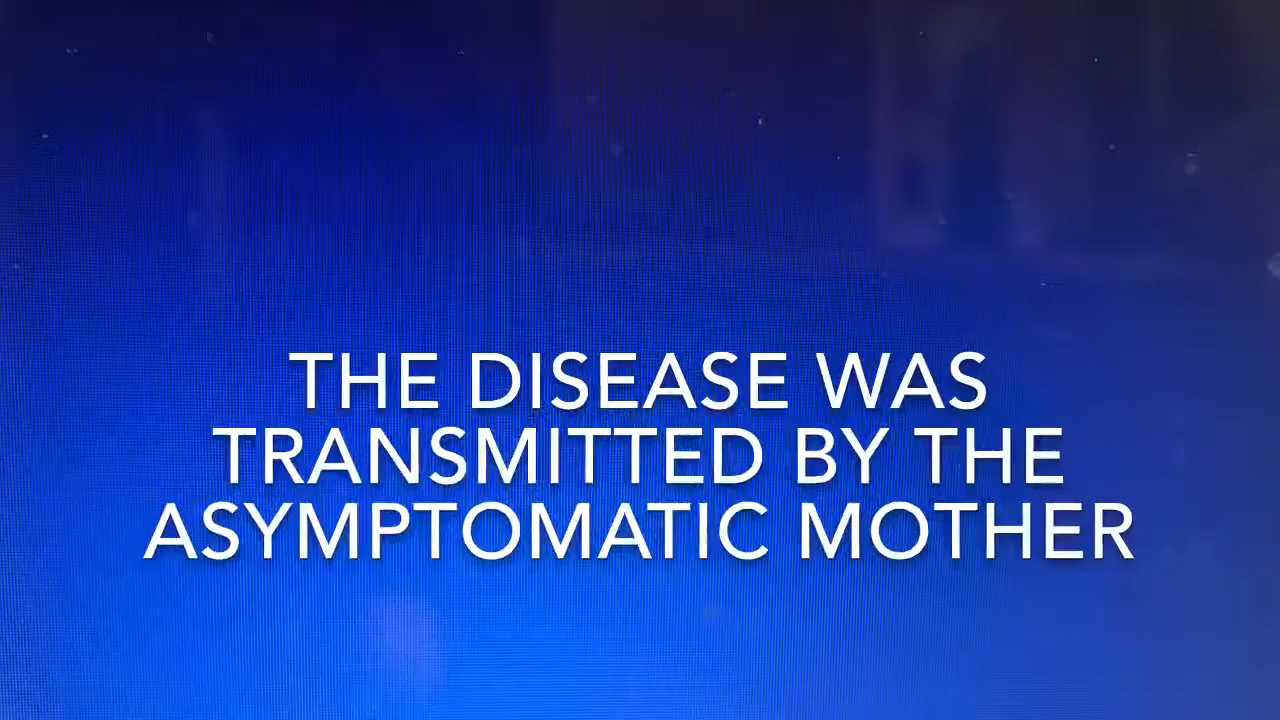 THE DISEASE WAS
TRANSMITTED BY THE
ASYMPTOMATIC MOTHER